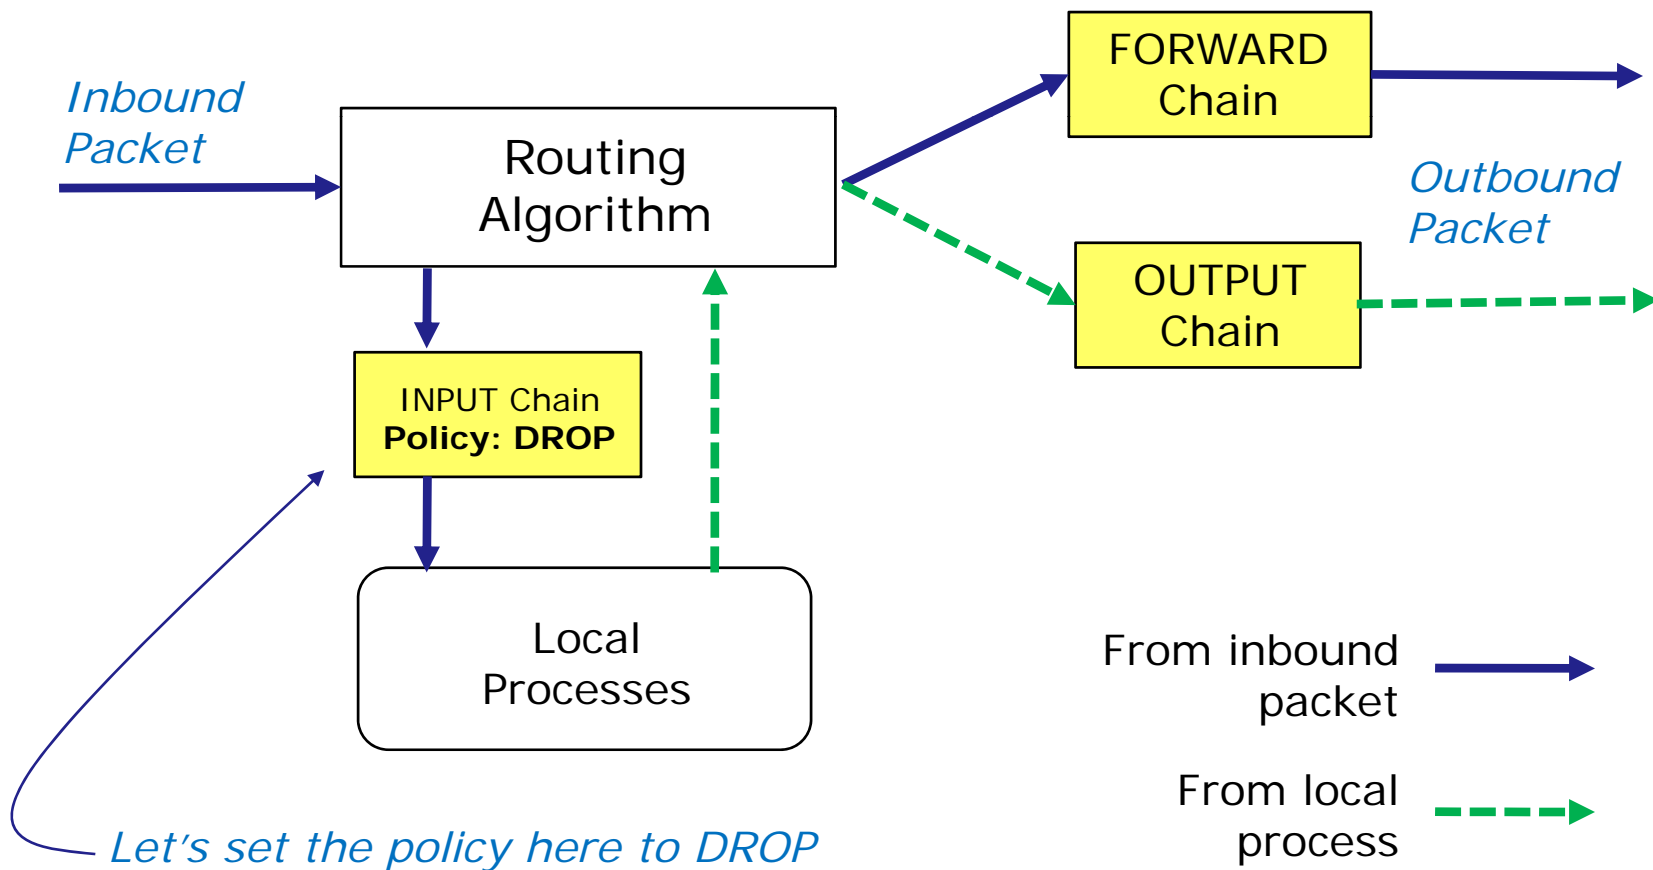 Inbound
Packet
Routing
Algorithm
FORWARD
Chain
Outbound
Packet
OUTPUT
Chain
INPUT Chain
Policy: DROP
Local
Processes
From inbound
packet
From local
process
Let's set the policy here to DROP